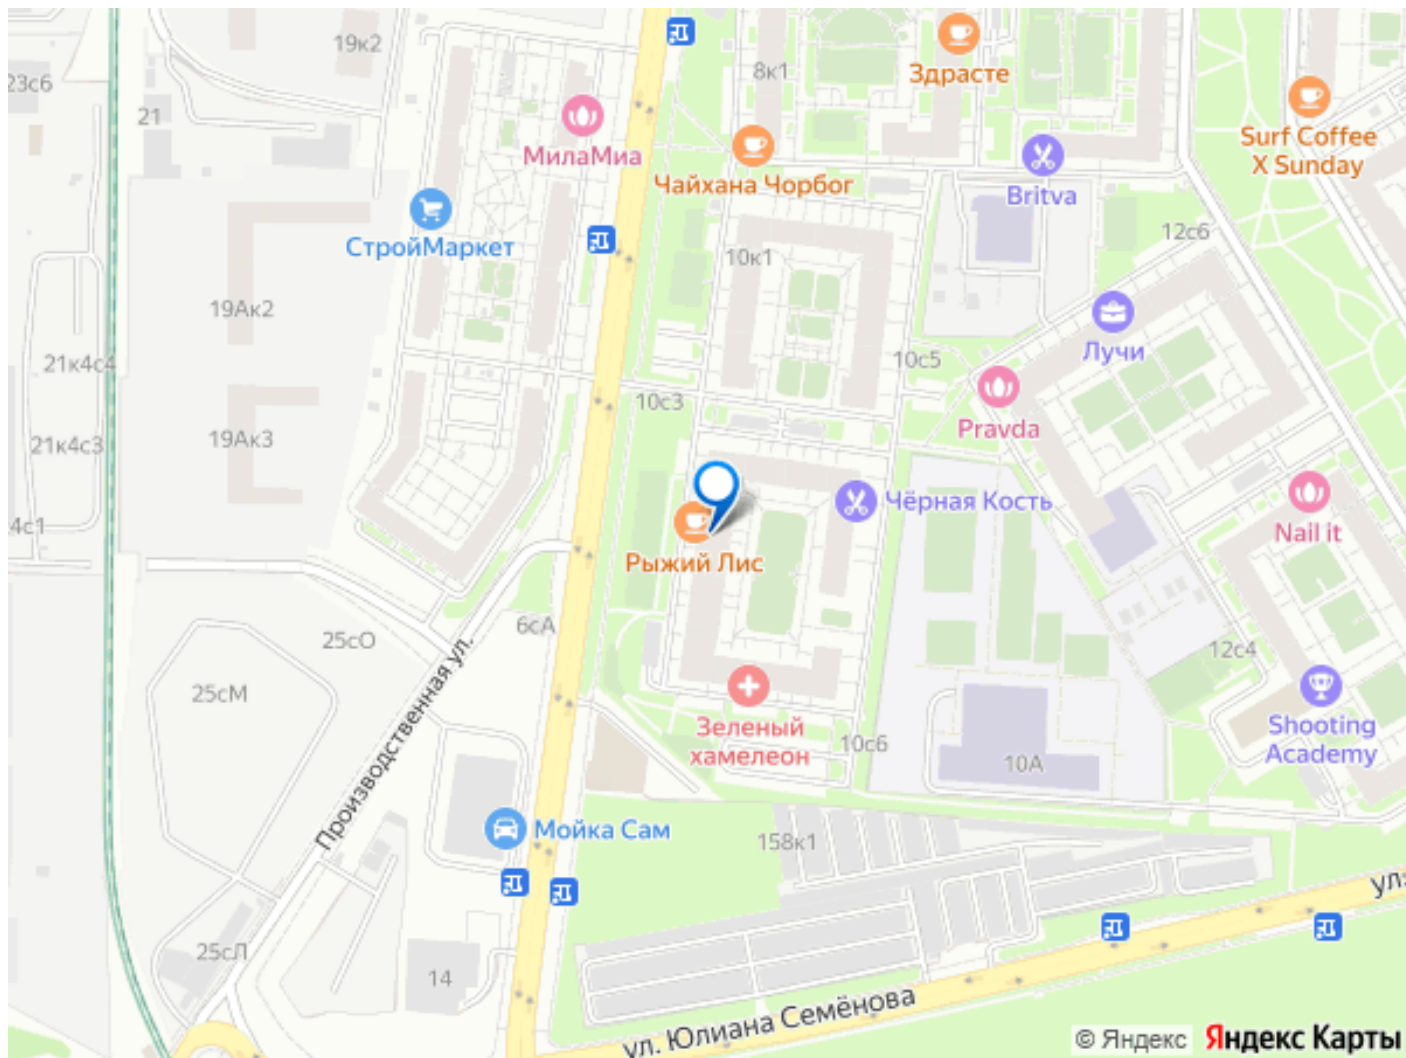 19к2
8к1
Здрасте
23с6
21
МилаМиа
Чайхана Чорбог
Surf Coffee
X Sunday
Britva
СтройМаркет
10к1
12с6
19Ак2
21к4с4
Лучи
10с5
10с3
Pravda
19Ак3
21к4с3
Чёрная Кость
4с1
Nail it
Рыжий Лис
6сА
25сО
12с4
25сМ
Производственная ул.
Зеленый
хамелеон
10с6
10А
Shooting
Academy
Мойка Сам
158к1
ул.
25сЛ
14
ул. Юлиана Семёнова
© Яндекс Яндекс Карты